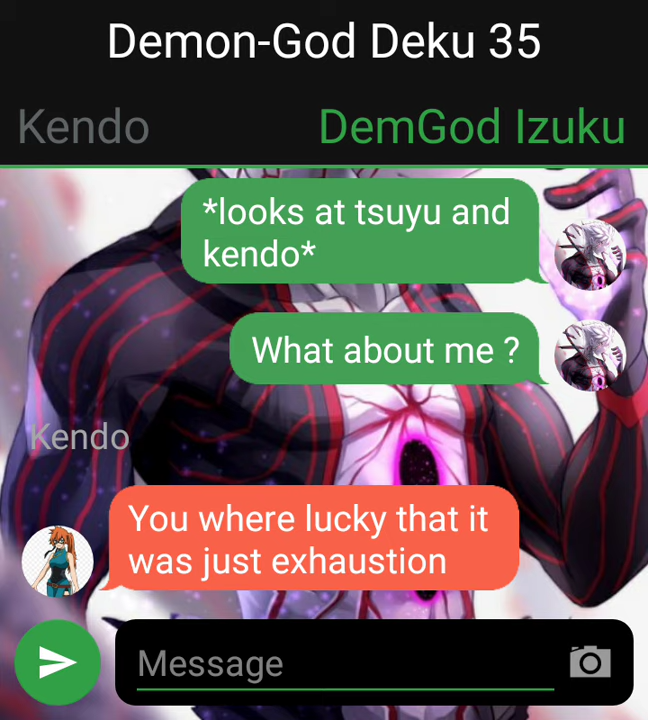 Demon-God Deku 35
Kendo DemGod Izuku
*looks at tsuyu and
kendo*
What about me ?
Kendo
You where lucky that it
was just exhaustion
Message